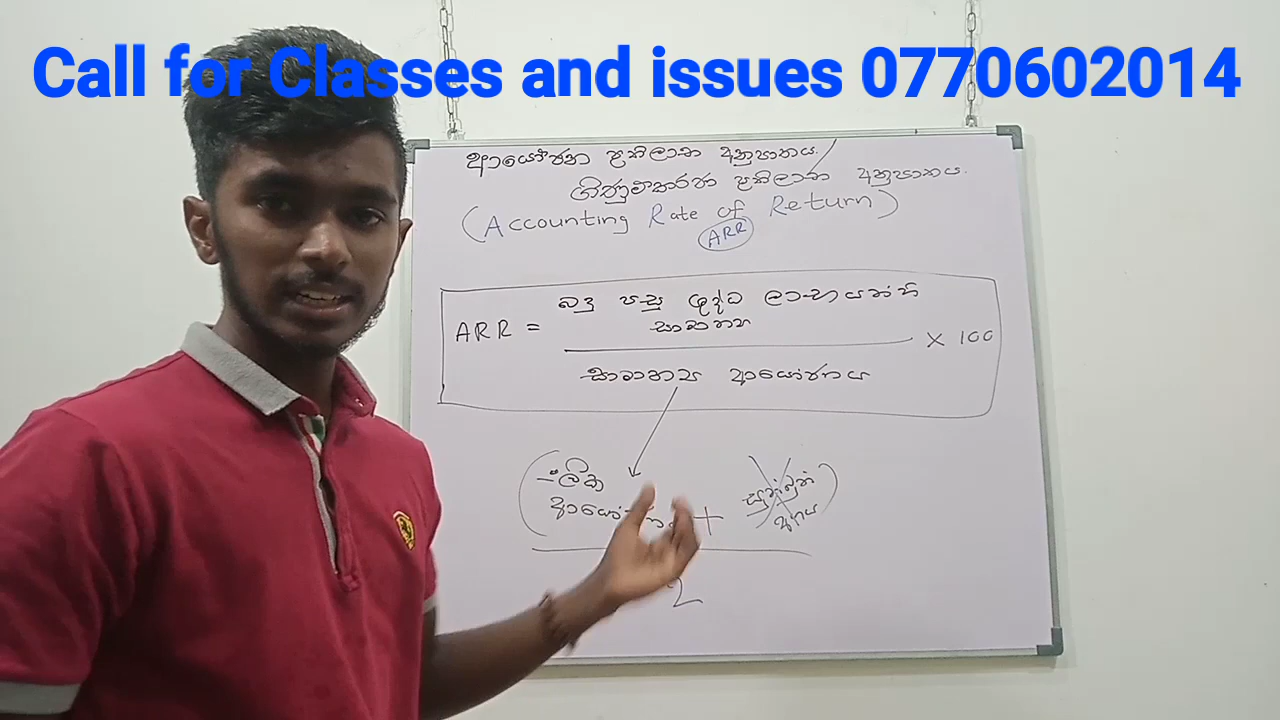 Call for Classes and issues 0770602014
ආයෝජන ප්‍රතිලාභ අනුපාතය.
ගිණුම්කරණ ප්‍රතිලාභ අනුපාතය.
(Accounting Rate of Return)
ARR
බදු පසු ශුද්ධ ලාභයන්හි
සාමාන්‍ය
ARR = × 100
සාමාන්‍ය ආයෝජනය
ආයෝජනය +
සුන්බුන්
අගය
2